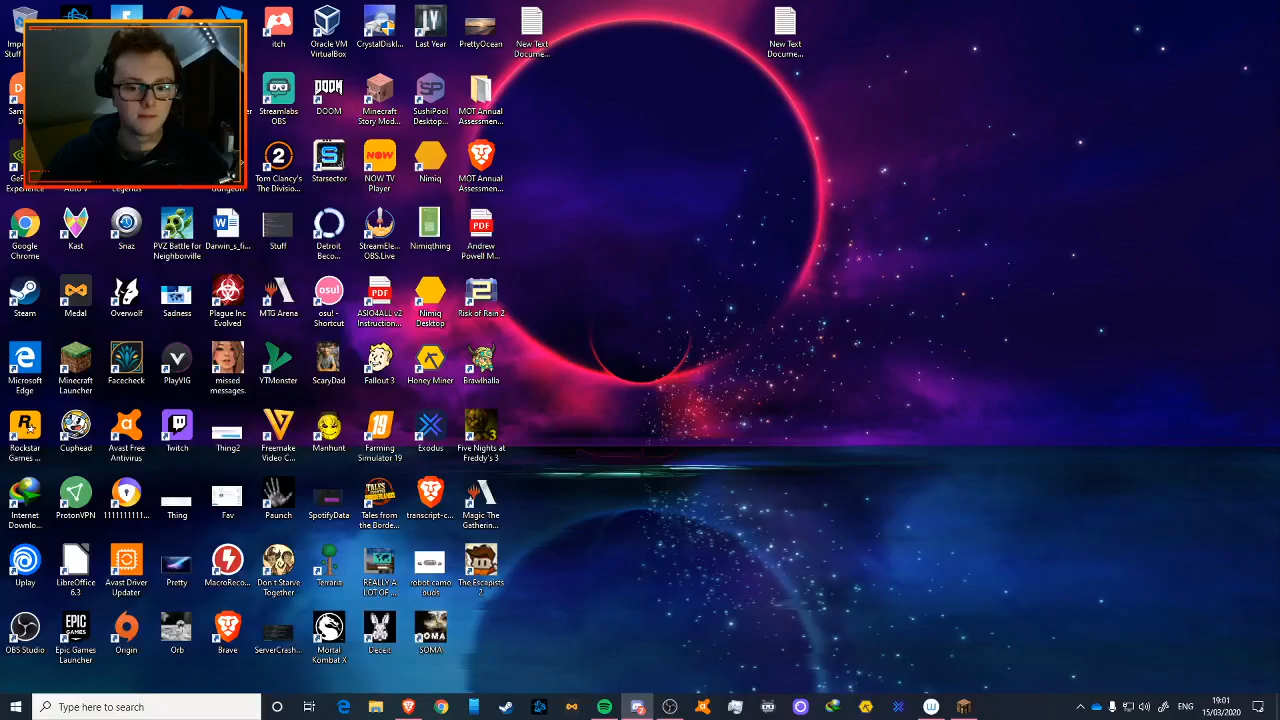 Impo...
Stuff
itch
Oracle VM
VirtualBox
CrystalDiskI...
Last Year
PrettyOcean
New Text
Docume...
New Text
Docume...
Streamlabs
OBS
DOOM
Minecraft
Story Mod...
SushiPool
Desktop...
MOT Annual
Assessmen...
Experience
Legends
Tom Clancy's
The Divisio...
Starsector
NOW TV
Player
Nimiq
MOT Annual
Assessmen...
Google
Chrome
Kast
Snaz
PVZ Battle for
Neighborville
Darwin_s_fi...
Stuff
Detroit
Beco...
StreamEle...
OBS.Live
Nimiqthing
Andrew
Powell M...
Steam
Medal
Overwolf
Sadness
Plague Inc
Evolved
MTG Arena
osu! -
Shortcut
ASIO4ALL v2
Instruction...
Nimiq
Desktop
Risk of Rain 2
Microsoft
Edge
Minecraft
Launcher
Facecheck
PlayVIG
missed
messages.
YTMonster
ScaryDad
Fallout 3
Honey Miner
Brawlhalla
Rockstar
Games ...
Cuphead
Avast Free
Antivirus
Twitch
Thing2
Freemake
Video C...
Manhunt
Farming
Simulator 19
Exodus
Five Nights at
Freddy's 3
Internet
Downlo...
ProtonVPN
1111111111...
Thing
Fav
Paunch
SpotifyData
Tales from
the Borde...
transcript-c...
Magic The
Gatherin...
Uplay
LibreOffice
6.3
Avast Driver
Updater
Pretty
MacroReco...
Don't Starve
Together
Terraria
REALLY A
LOT OF ...
robot camo
duos
The Escapists
2
OBS Studio
Epic Games
Launcher
Origin
Orb
Brave
ServerCrash...
Mortal
Kombat X
Deceit
SOMA
Type here to search
ENG
19:01
15/03/2020